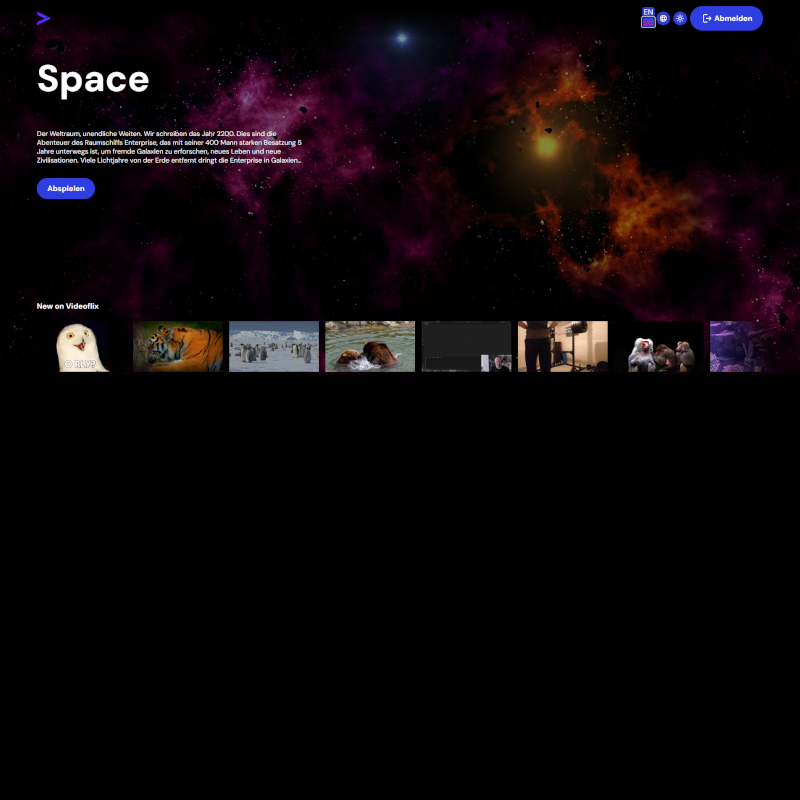 EN
DE
Abmelden
Space
Der Weltraum, unendliche Weiten. Wir schreiben das Jahr 2200. Dies sind die
Abenteuer des Raumschiffs Enterprise, das mit seiner 400 Mann starken Besatzung 5
Jahre unterwegs ist, um fremde Galaxien zu erforschen, neues Leben und neue
Zivilisationen. Viele Lichtjahre von der Erde entfernt dringt die Enterprise in Galaxien...
Abspielen
New on Videoflix
O RLY?